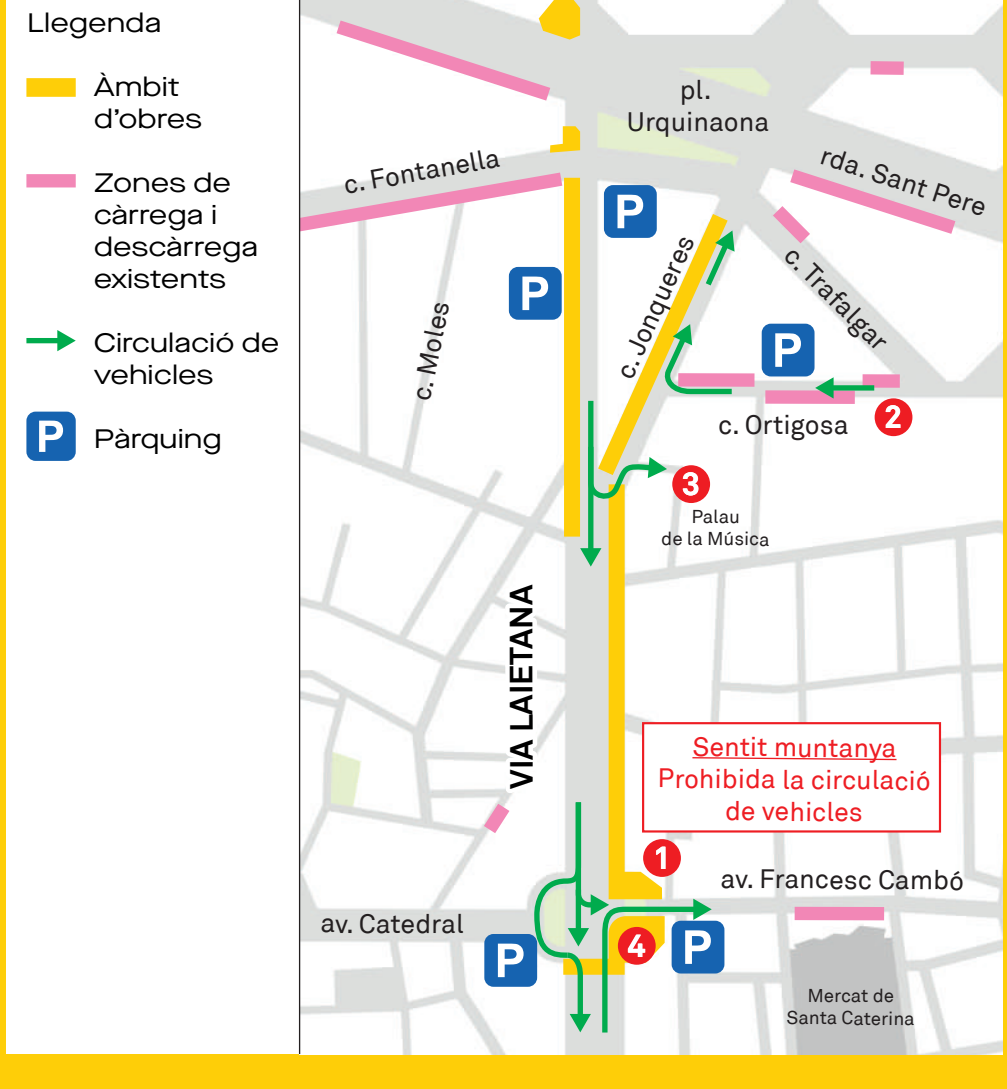 Llegenda
Àmbit
d'obres
Zones de
càrrega i
descàrrega
existents
Circulació de
vehicles
P
Pàrquing
pl.
Urquinaona
c. Fontanella
rda. Sant Pere
P
P
c. Jonqueres
c. Trafalgar
c. Moles
P
c. Ortigosa
2
3
Palau
de la Música
VIA LAIETANA
Sentit muntanya
Prohibida la circulació
de vehicles
1
av. Francesc Cambó
av. Catedral
P
4
P
Mercat de
Santa Caterina